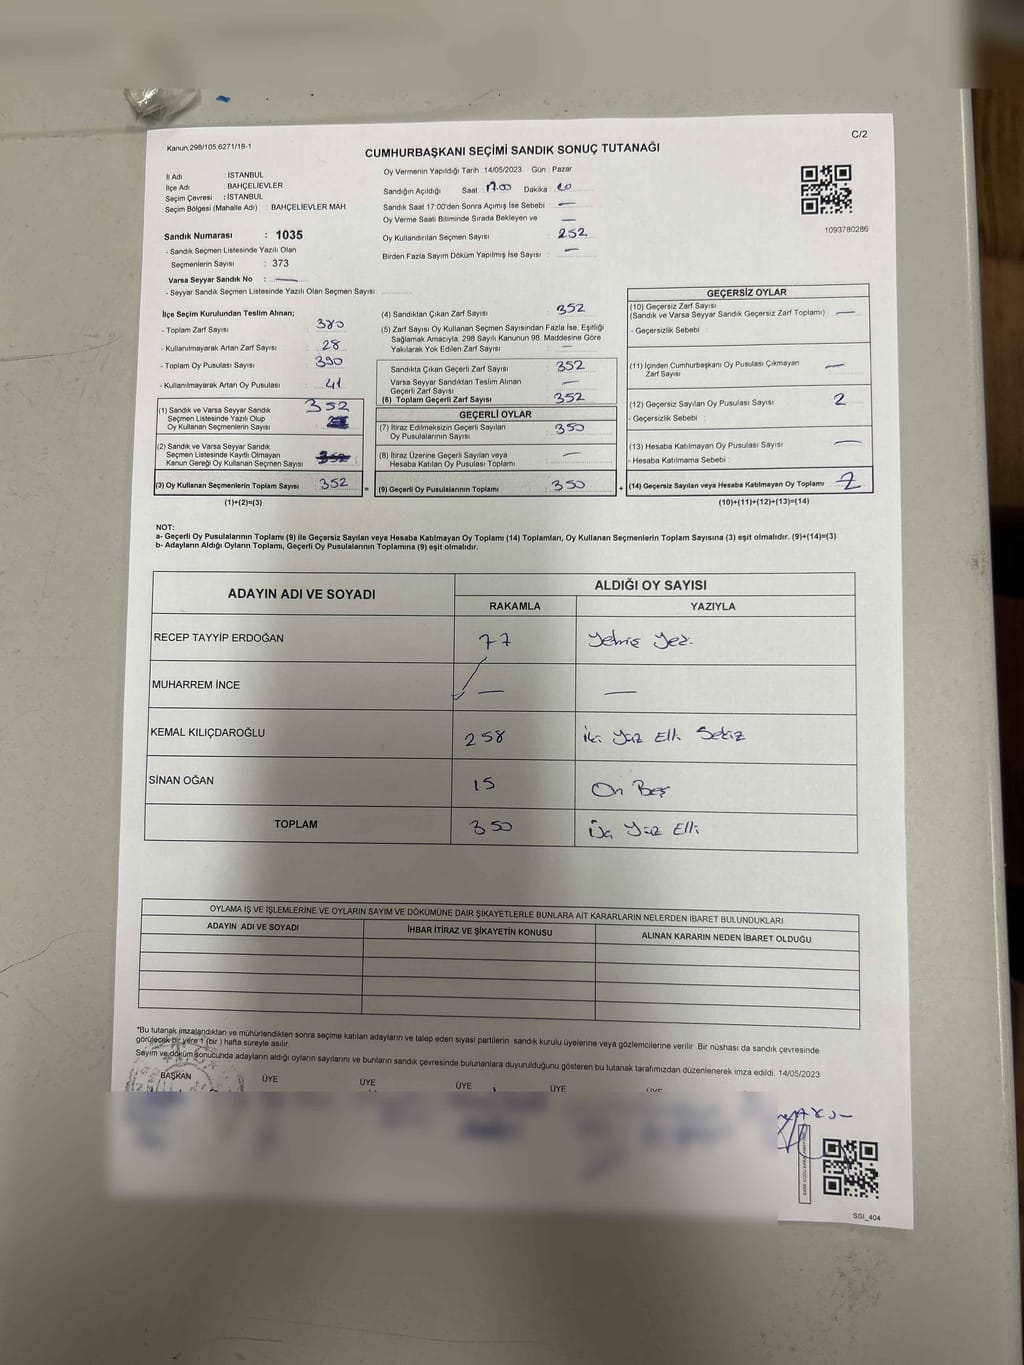 Kanun,298/105,6271/18-1
C/2
CUMHURBAŞKANI SEÇİMİ SANDIK SONUÇ TUTANAĞI
İl Adı : İSTANBUL
İlçe Adı : BAHÇELİEVLER
Seçim Çevresi : İSTANBUL
Seçim Bölgesi (Mahalle Adı) : BAHÇELİEVLER MAH.
Sandık Numarası : 1035
- Sandık Seçmen Listesinde Yazılı Olan
Seçmenlerin Sayısı : 373
Varsa Seyyar Sandık No : —
- Seyyar Sandık Seçmen Listesinde Yazılı Olan Seçmen Sayısı:
Oy Vermenin Yapıldığı Tarih :14/05/2023 Gün : Pazar
Sandığın Açıldığı Saat : 17.00 Dakika :
Sandık Saat 17:00'den Sonra Açımış İse Sebebi : —
Oy Verme Saati Bitiminde Sırada Bekleyen ve —
Oy Kullandırılan Seçmen Sayısı : 252
Birden Fazla Sayım Döküm Yapılmış İse Sayısı : —
1093780286
İlçe Seçim Kurulundan Teslim Alınan;
- Toplam Zarf Sayısı : 380
- Kullanılmayarak Artan Zarf Sayısı : 28
- Toplam Oy Pusulası Sayısı : 390
- Kullanılmayarak Artan Oy Pusulası : 41
(1) Sandık ve Varsa Seyyar Sandık 352
Seçmen Listesinde Yazılı Olup
Oy Kullanan Seçmenlerin Sayısı :
(2) Sandık ve Varsa Seyyar Sandık
Seçmen Listesinde Kayıtlı Olmayan
Kanun Gereği Oy Kullanan Seçmen Sayısı
(3) Oy Kullanan Seçmenlerin Toplam Sayısı : 352 =
(1)+(2)=(3)
(4) Sandıktan Çıkan Zarf Sayısı : 352
(5) Zarf Sayısı Oy Kullanan Seçmen Sayısından Fazla İse, Eşitliği
Sağlamak Amacıyla, 298 Sayılı Kanunun 98. Maddesine Göre
Yakılarak Yok Edilen Zarf Sayısı : —
Sandıkta Çıkan Geçerli Zarf Sayısı : 352
Varsa Seyyar Sandıktan Teslim Alınan
Geçerli Zarf Sayısı : —
(6) Toplam Geçerli Zarf Sayısı : 352
GEÇERLİ OYLAR
(7) İtiraz Edilmeksizin Geçerli Sayılan
Oy Pusulalarının Sayısı : 350
(8) İtiraz Üzerine Geçerli Sayılan veya
Hesaba Katılan Oy Pusulası Toplamı : —
(9) Geçerli Oy Pusulalarının Toplamı : 350 +
GEÇERSİZ OYLAR
(10) Geçersiz Zarf Sayısı
(Sandık ve Varsa Seyyar Sandık Geçersiz Zarf Toplamı) : —
- Geçersizlik Sebebi :
(11) İçinden Cumhurbaşkanı Oy Pusulası Çıkmayan
Zarf Sayısı : —
(12) Geçersiz Sayılan Oy Pusulası Sayısı : 2
- Geçersizlik Sebebi :
(13) Hesaba Katılmayan Oy Pusulası Sayısı : —
- Hesaba Katılmama Sebebi :
(14) Geçersiz Sayılan veya Hesaba Katılmayan Oy Toplamı : 2
(10)+(11)+(12)+(13)=(14)
NOT:
a- Geçerli Oy Pusulalarının Toplamı (9) ile Geçersiz Sayılan veya Hesaba Katılmayan Oy Toplamı (14) Toplamları, Oy Kullanan Seçmenlerin Toplam Sayısına (3) eşit olmalıdır. (9)+(14)=(3)
b- Adayların Aldığı Oyların Toplamı, Geçerli Oy Pusulalarının Toplamına (9) eşit olmalıdır.
ADAYIN ADI VE SOYADI
ALDIĞI OY SAYISI
RAKAMLA YAZIYLA
RECEP TAYYİP ERDOĞAN 77 Yetmiş Yedi
MUHARREM İNCE — —
KEMAL KILIÇDAROĞLU 258 İki Yüz Elli Sekiz
SİNAN OĞAN 15 On Beş
TOPLAM 350 Üç Yüz Elli
OYLAMA İŞ VE İŞLEMLERİNE VE OYLARIN SAYIM VE DÖKÜMÜNE DAİR ŞİKAYETLERLE BUNLARA AİT KARARLARIN NELERDEN İBARET BULUNDUKLARI
ADAYIN ADI VE SOYADI İHBAR İTİRAZ VE ŞİKAYETİN KONUSU ALINAN KARARIN NEDEN İBARET OLDUĞU
*Bu tutanak imzalandıktan ve mühürlendikten sonra seçime katılan adayların ve talep eden siyasi partilerin sandık kurulu üyelerine veya gözlemcilerine verilir. Bir nüshası da sandık çevresinde
görülecek bir yere 1 (bir ) hafta süreyle asılır.
Sayım ve döküm sonucunda adayların aldığı oyların sayılarını ve bunların sandık çevresinde bulunanlara duyurulduğunu gösteren bu tutanak tarafımızdan düzenlenerek imza edildi. 14/05/2023
BAŞKAN ÜYE ÜYE ÜYE ÜYE
SSI_404